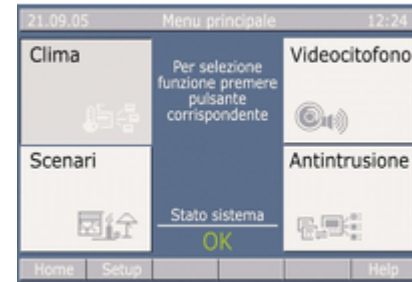 21.09.05 Menu principale 12:24
Clima
Per selezione
funzione premere
pulsante
corrispondente
Videocitofono
Scenari
Stato sistema
OK
Antintrusione
Home Setup Help